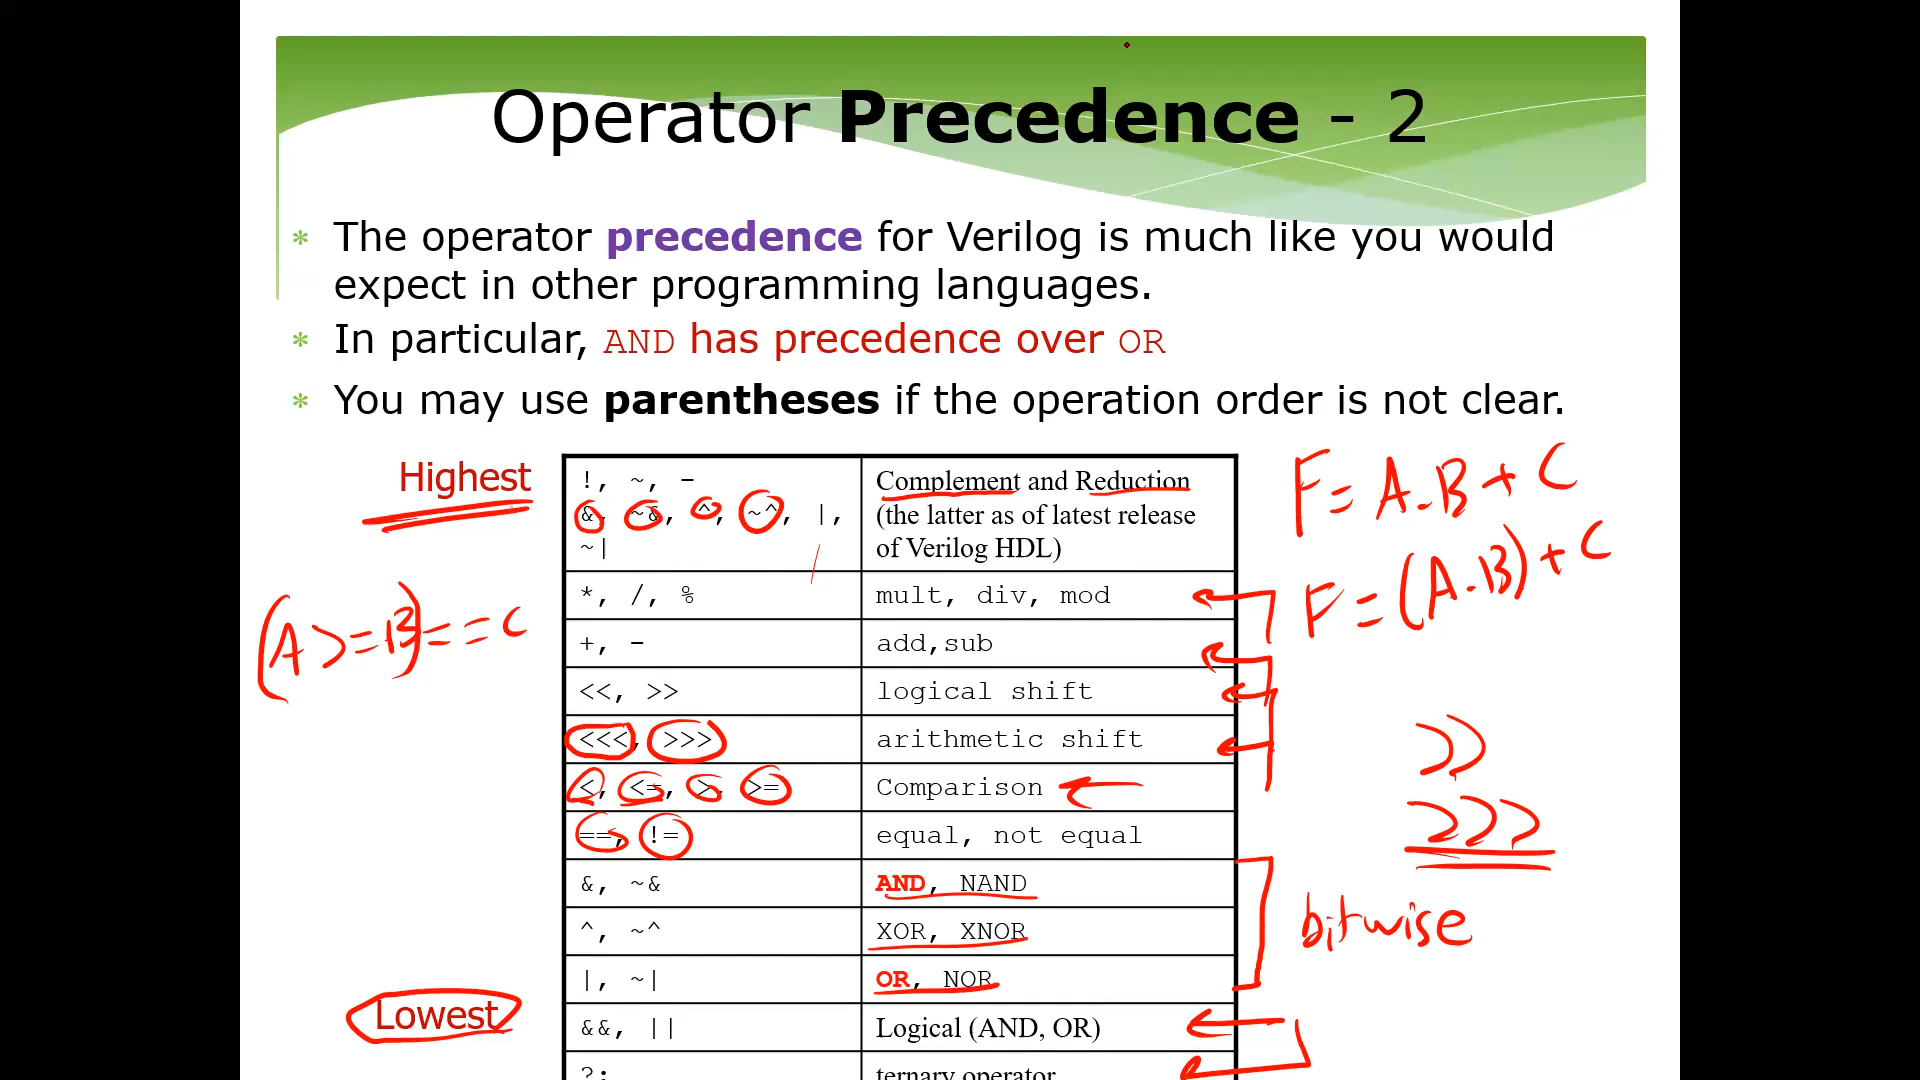 Operator Precedence - 2
* The operator precedence for Verilog is much like you would
expect in other programming languages.
* In particular, AND has precedence over OR
* You may use parentheses if the operation order is not clear.
Highest
!, ~, - Complement and Reduction
&, ~&, ^, ~^, |, (the latter as of latest release
~| of Verilog HDL)
*, /, % mult, div, mod
+, - add,sub
<<, >> logical shift
<<<, >>> arithmetic shift
<, <=, >, >= Comparison
==, != equal, not equal
&, ~& AND, NAND
^, ~^ XOR, XNOR
|, ~| OR, NOR
Lowest
&&, || Logical (AND, OR)
?: ternary operator
F = A.B + C
F = (A.B) + C
(A >= B) == C
>>
>>>
bitwise